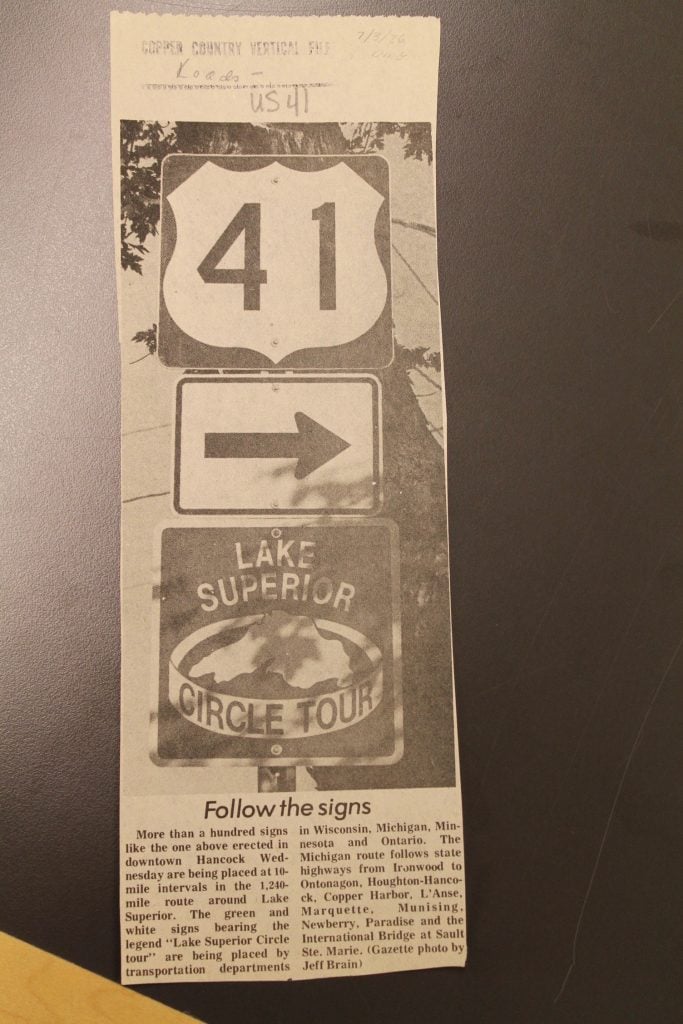 COPPER COUNTRY VERTICAL FILE
Roads -
US 41
41
LAKE
SUPERIOR
CIRCLE TOUR
Follow the signs
More than a hundred signs
like the one above erected in
downtown Hancock Wed-
nesday are being placed at 10-
mile intervals in the 1,240-
mile route around Lake
Superior. The green and
white signs bearing the
legend "Lake Superior Circle
tour" are being placed by
transportation departments
in Wisconsin, Michigan, Min-
nesota and Ontario. The
Michigan route follows state
highways from Ironwood to
Ontonagon, Houghton-Hanco-
ck, Copper Harbor, L'Anse,
Marquette, Munising,
Newberry, Paradise and the
International Bridge at Sault
Ste. Marie. (Gazette photo by
Jeff Brain)